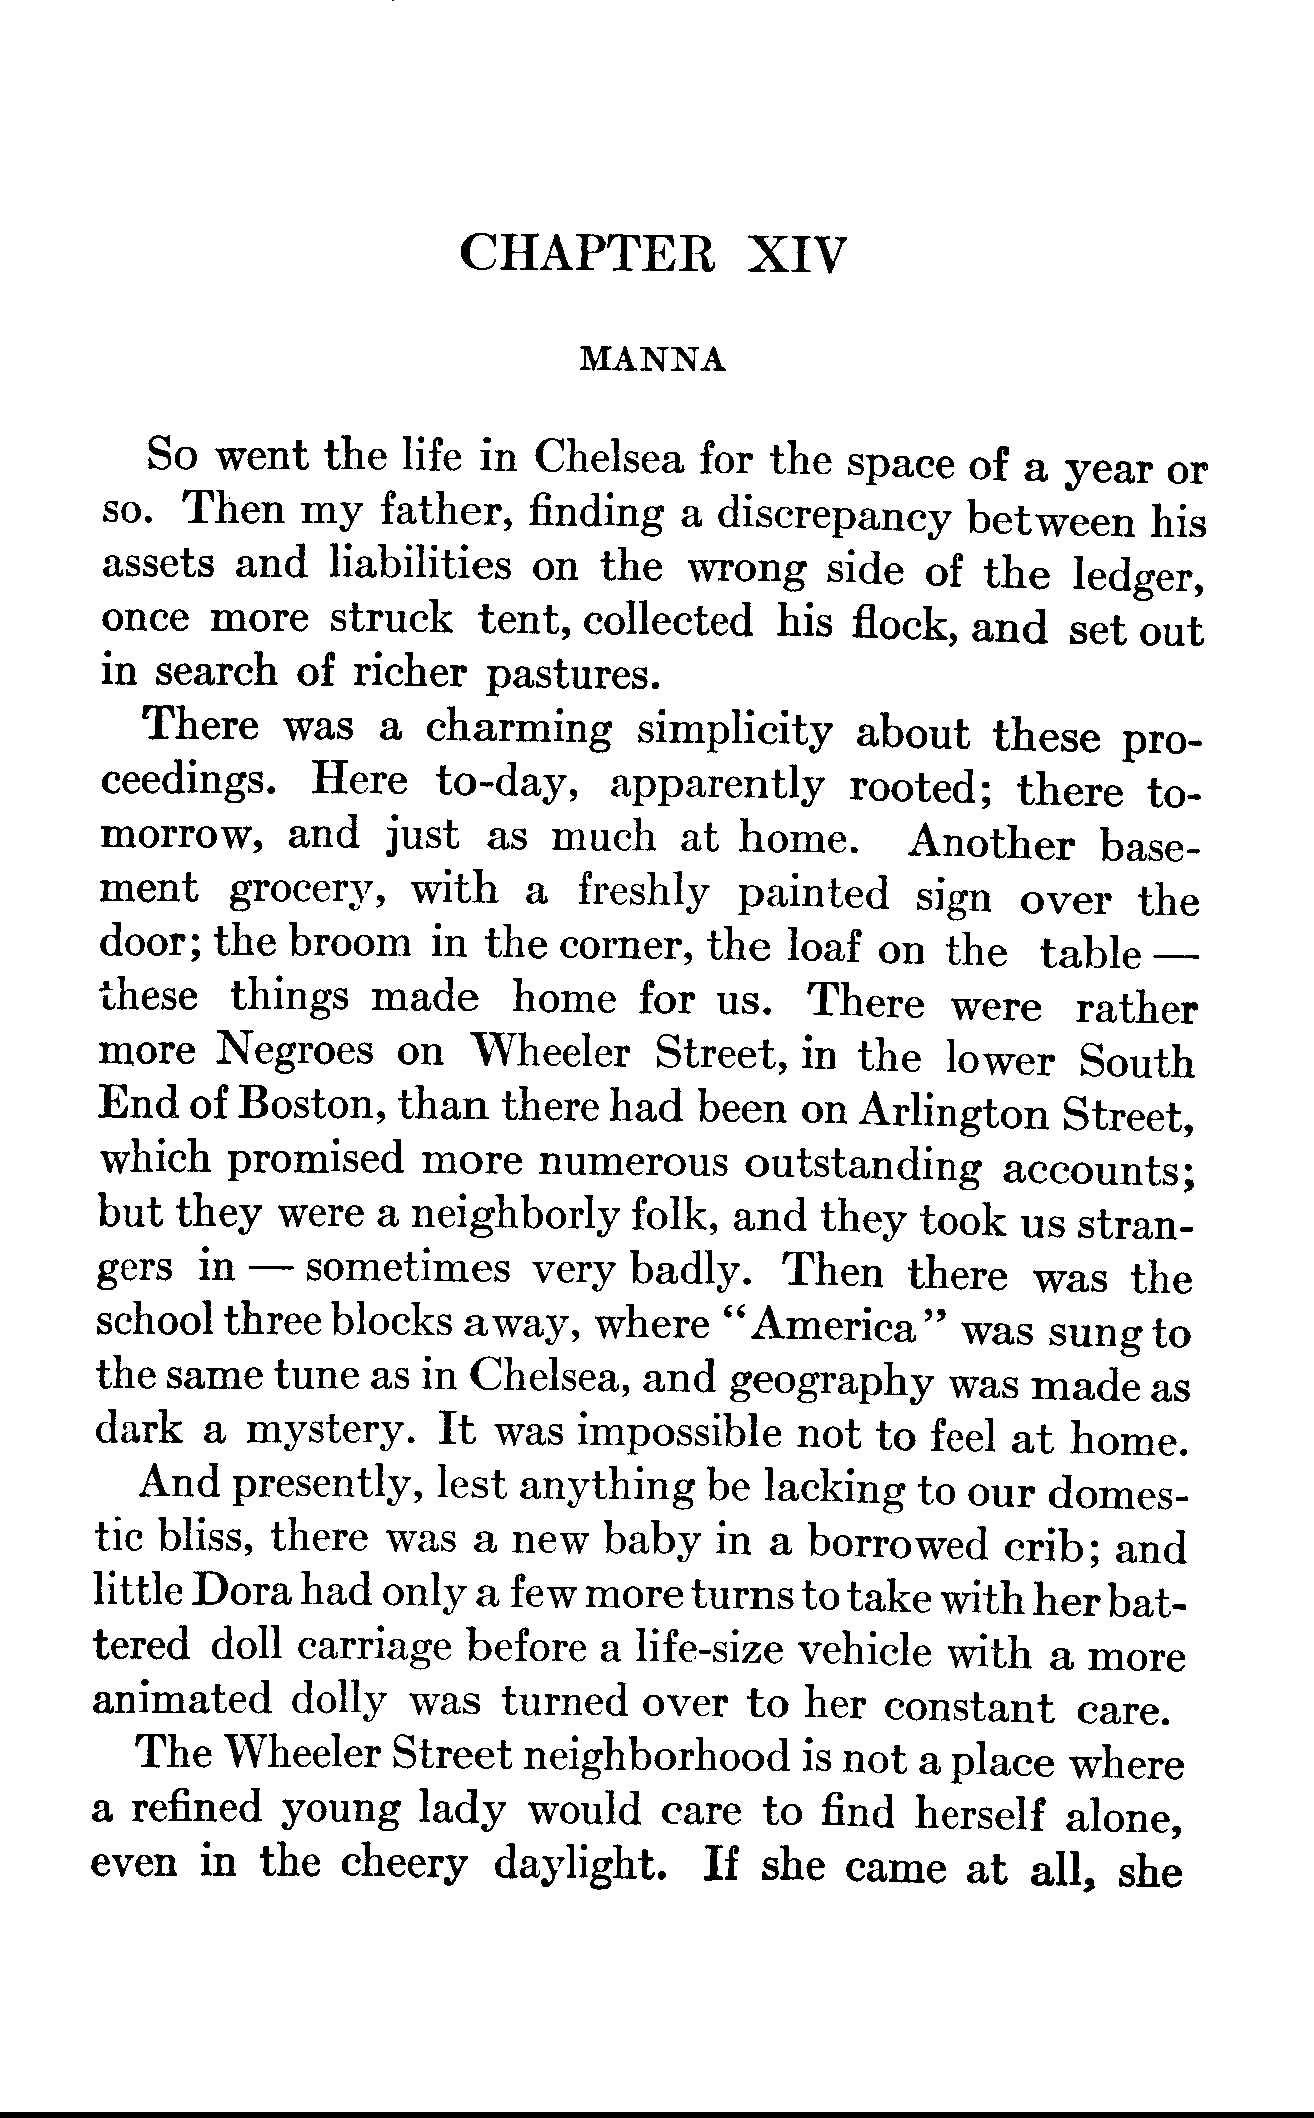 CHAPTER XIV
MANNA
So went the life in Chelsea for the space of a year or
so. Then my father, finding a discrepancy between his
assets and liabilities on the wrong side of the ledger,
once more struck tent, collected his flock, and set out
in search of richer pastures.
There was a charming simplicity about these pro-
ceedings. Here to-day, apparently rooted; there to-
morrow, and just as much at home. Another base-
ment grocery, with a freshly painted sign over the
door; the broom in the corner, the loaf on the table —
these things made home for us. There were rather
more Negroes on Wheeler Street, in the lower South
End of Boston, than there had been on Arlington Street,
which promised more numerous outstanding accounts;
but they were a neighborly folk, and they took us stran-
gers in — sometimes very badly. Then there was the
school three blocks away, where "America" was sung to
the same tune as in Chelsea, and geography was made as
dark a mystery. It was impossible not to feel at home.
And presently, lest anything be lacking to our domes-
tic bliss, there was a new baby in a borrowed crib; and
little Dora had only a few more turns to take with her bat-
tered doll carriage before a life-size vehicle with a more
animated dolly was turned over to her constant care.
The Wheeler Street neighborhood is not a place where
a refined young lady would care to find herself alone,
even in the cheery daylight. If she came at all, she